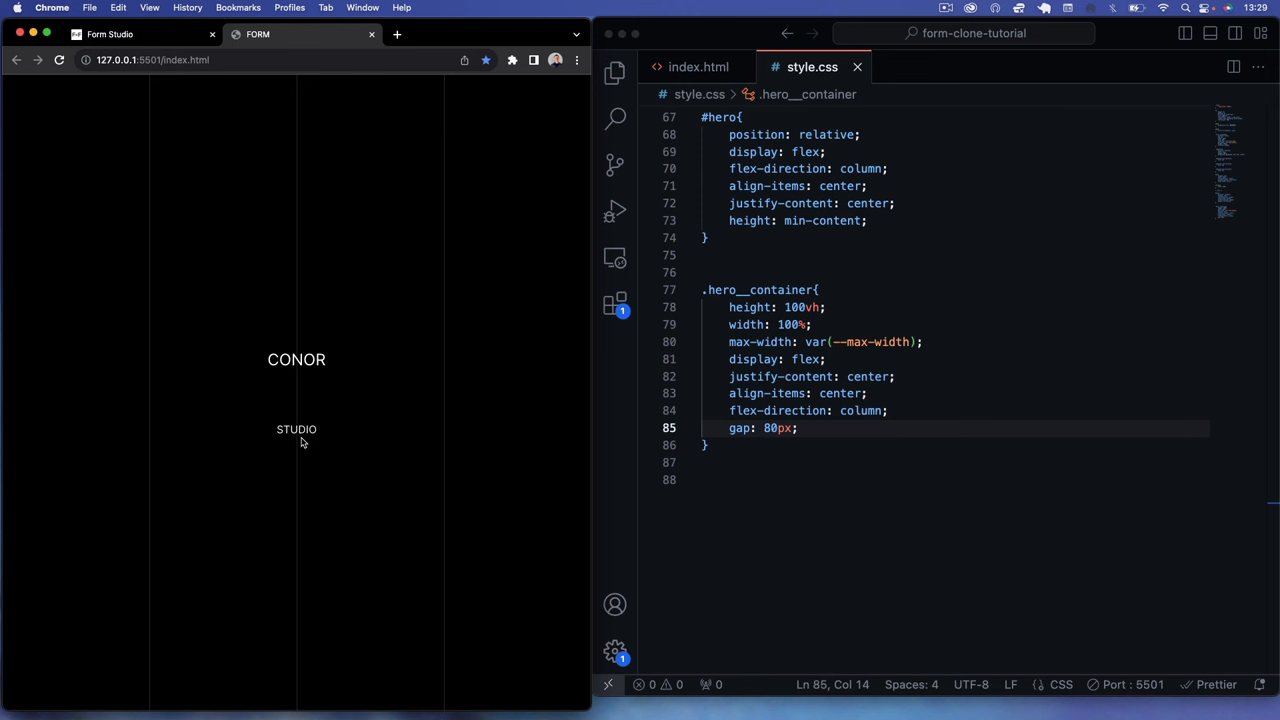 Chrome File Edit View History Bookmarks Profiles Tab Window Help 13:29
Form Studio FORM
127.0.0.1:5501/index.html
CONOR
STUDIO
form-clone-tutorial
index.html style.css
style.css .hero__container
67 #hero{
68 position: relative;
69 display: flex;
70 flex-direction: column;
71 align-items: center;
72 justify-content: center;
73 height: min-content;
74 }
75
76
77 .hero__container{
78 height: 100vh;
79 width: 100%;
80 max-width: var(--max-width);
81 display: flex;
82 justify-content: center;
83 align-items: center;
84 flex-direction: column;
85 gap: 80px;
86 }
87
88
1
1
0 0 0 Ln 85, Col 14 Spaces: 4 UTF-8 LF { } CSS Port : 5501 Prettier